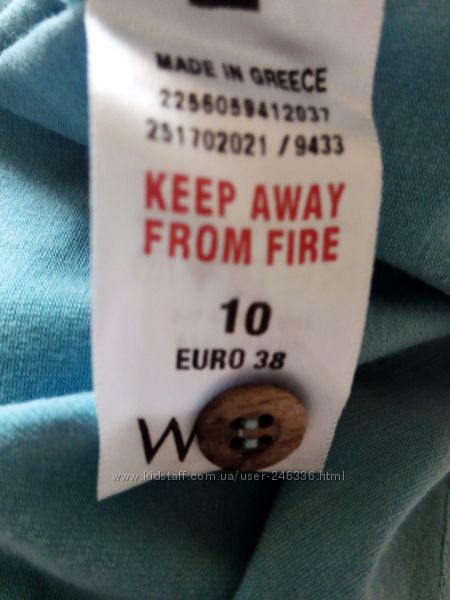 MADE IN GREECE
2256059412037
251702021 / 9433
KEEP AWAY
FROM FIRE
10
EURO 38
W
www.kidstaff.com.ua/user-246336.html